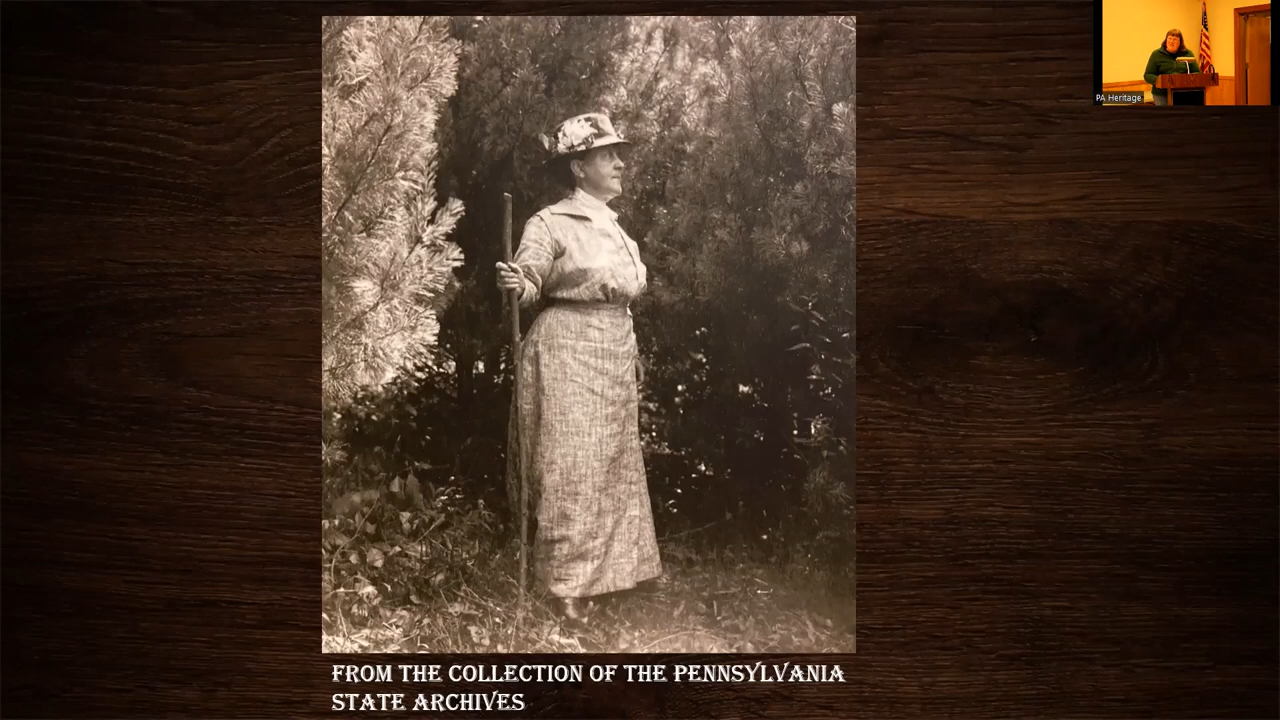 PA Heritage
FROM THE COLLECTION OF THE PENNSYLVANIA
STATE ARCHIVES